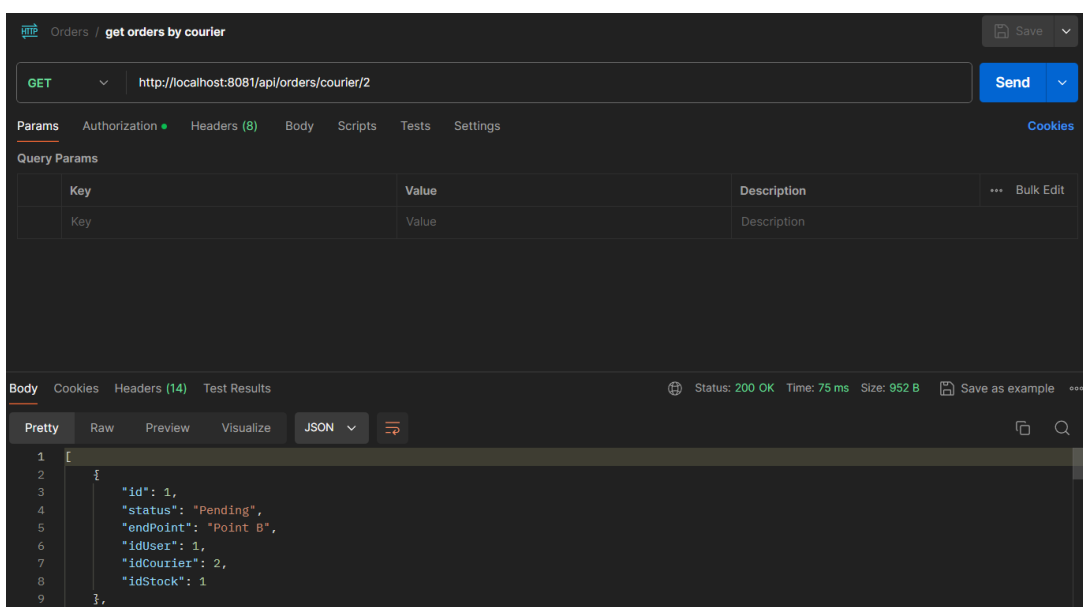 HTTP Orders / get orders by courier Save
GET http://localhost:8081/api/orders/courier/2 Send
Params Authorization Headers (8) Body Scripts Tests Settings Cookies
Query Params
Key Value Description Bulk Edit
Key Value Description
Body Cookies Headers (14) Test Results Status: 200 OK Time: 75 ms Size: 952 B Save as example
Pretty Raw Preview Visualize JSON
1 [
2 {
3 "id": 1,
4 "status": "Pending",
5 "endPoint": "Point B",
6 "idUser": 1,
7 "idCourier": 2,
8 "idStock": 1
9 },